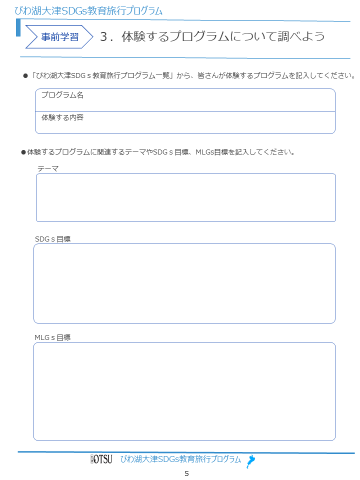 びわ湖大津SDGs教育旅行プログラム
事前学習
３．体験するプログラムについて調べよう
●「びわ湖大津SDGｓ教育旅行プログラム一覧」から、皆さんが体験するプログラムを記入してください。
プログラム名
体験する内容
●体験するプログラムに関連するテーマやSDGｓ目標、MLGs目標を記入してください。
テーマ
SDGｓ目標
MLGｓ目標
OTSU びわ湖大津SDGs教育旅行プログラム
5